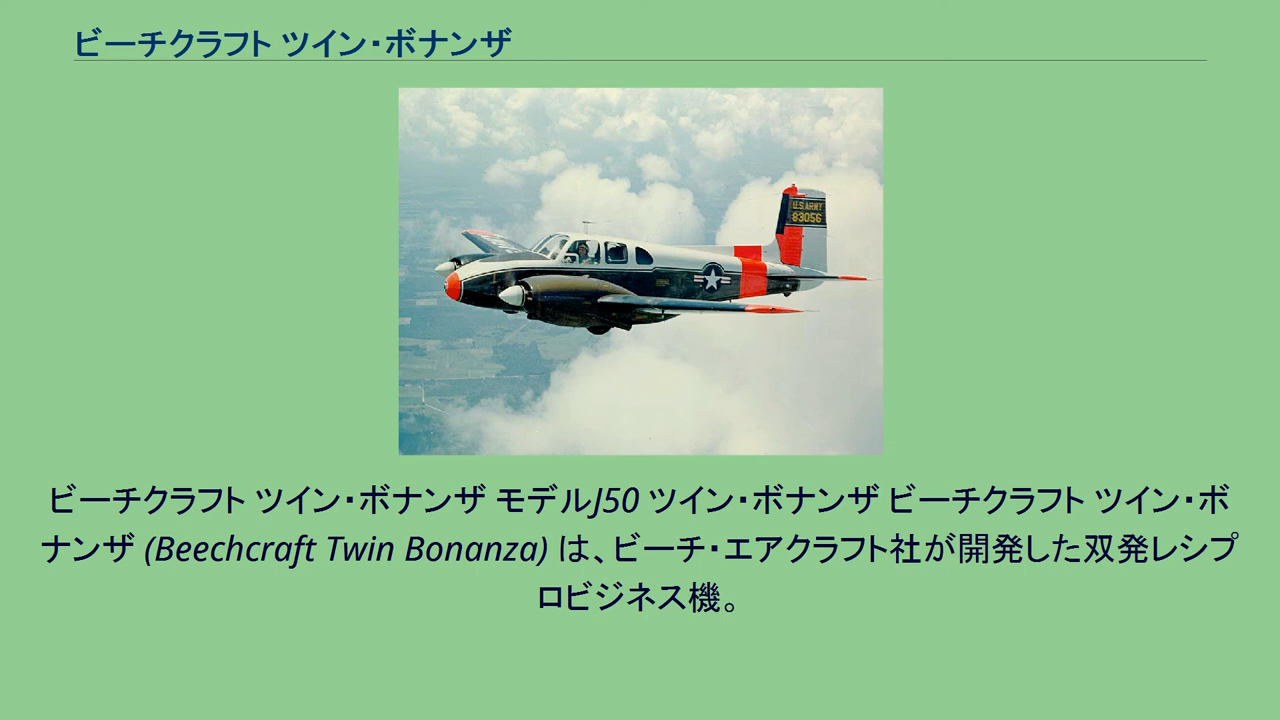 ビーチクラフト ツイン・ボナンザ
U.S.ARMY
83056
ビーチクラフト ツイン・ボナンザ モデルJ50 ツイン・ボナンザ ビーチクラフト ツイン・ボ
ナンザ (Beechcraft Twin Bonanza) は、ビーチ・エアクラフト社が開発した双発レシプ
ロビジネス機。